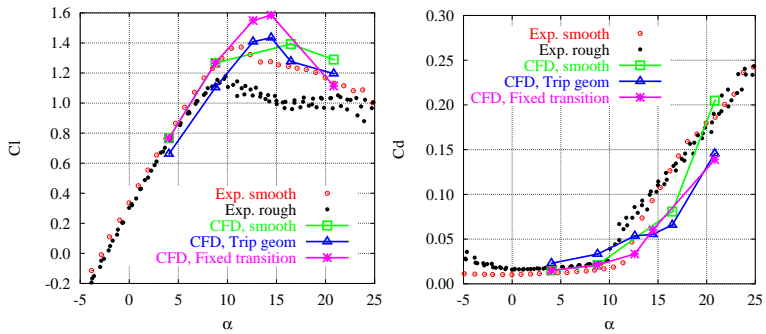 1.6
1.4
1.2
1.0
0.8
0.6
0.4
0.2
0.0
-0.2
Cl
-5 0 5 10 15 20 25
α
Exp. smooth
Exp. rough
CFD, smooth
CFD, Trip geom
CFD, Fixed transition
0.30
0.25
0.20
0.15
0.10
0.05
0.00
Cd
-5 0 5 10 15 20 25
α
Exp. smooth
Exp. rough
CFD, smooth
CFD, Trip geom
CFD, Fixed transition